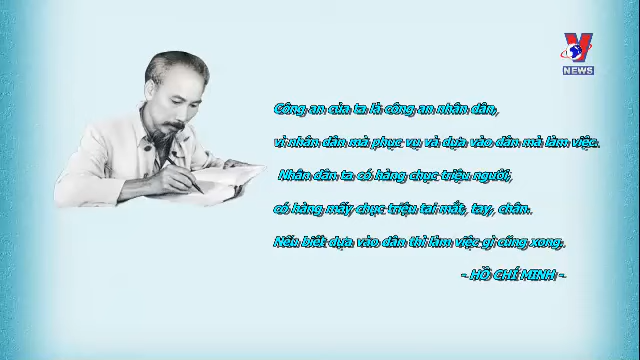 V
NEWS
Công an của ta là công an nhân dân,
vì nhân dân mà phục vụ và dựa vào dân mà làm việc.
Nhân dân ta có hàng chục triệu người,
có hàng mấy chục triệu tai mắt, tay, chân.
Nếu biết dựa vào dân thì làm việc gì cũng xong.
- HỒ CHÍ MINH -